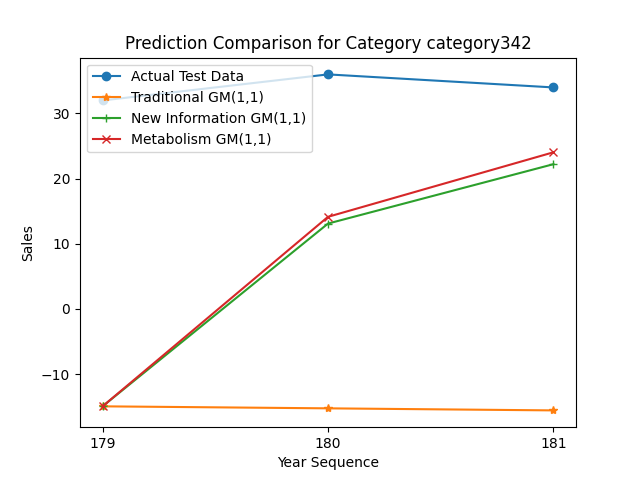 Prediction Comparison for Category category342
Actual Test Data
Traditional GM(1,1)
New Information GM(1,1)
Metabolism GM(1,1)
Sales
30
20
10
0
−10
179
180
181
Year Sequence